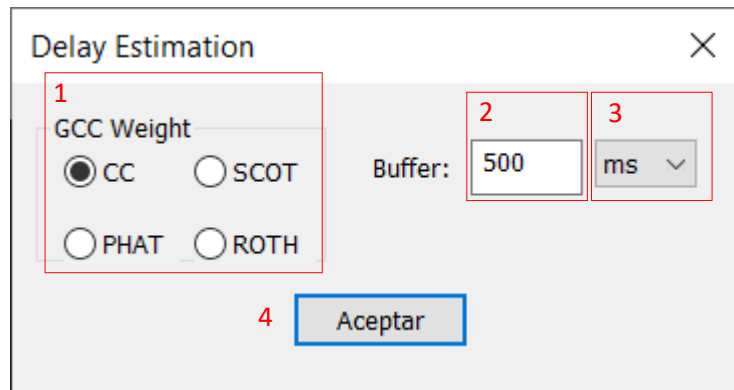 Delay Estimation
1
GCC Weight
CC SCOT
PHAT ROTH
Buffer:
2
500
3
ms
4
Aceptar